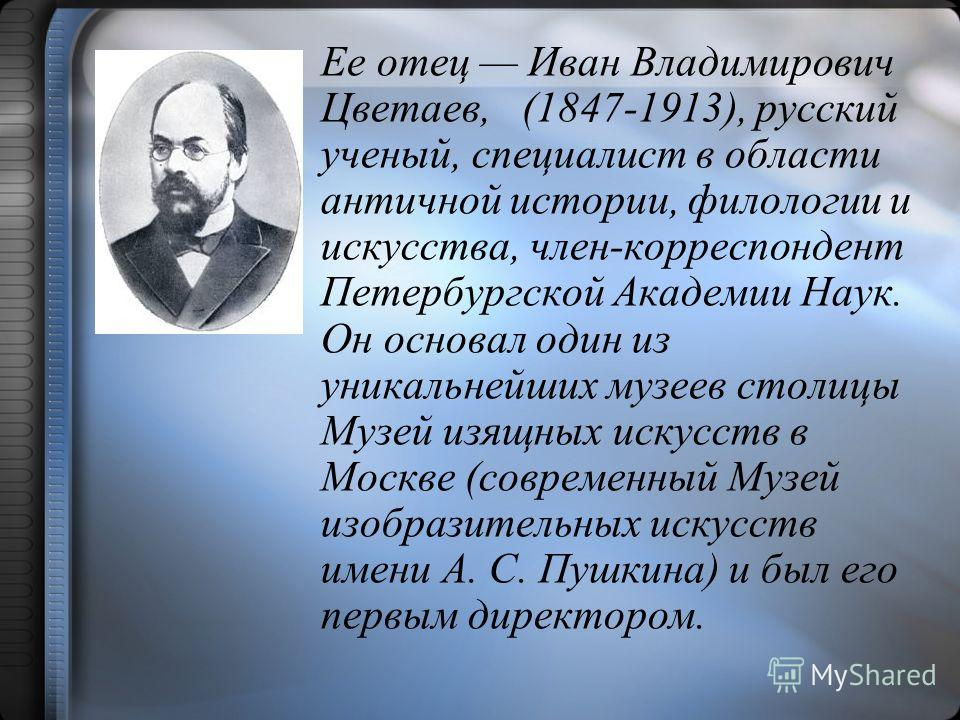 Ее отец — Иван Владимирович
Цветаев, (1847-1913), русский
ученый, специалист в области
античной истории, филологии и
искусства, член-корреспондент
Петербургской Академии Наук.
Он основал один из
уникальнейших музеев столицы
Музей изящных искусств в
Москве (современный Музей
изобразительных искусств
имени А. С. Пушкина) и был его
первым директором.
MyShared